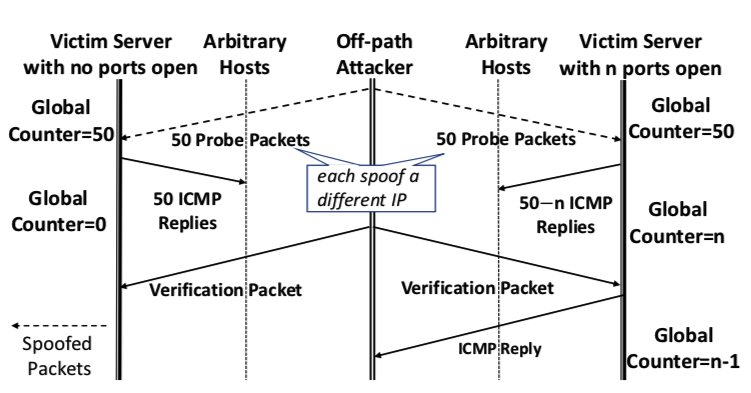 Victim Server
with no ports open
Arbitrary
Hosts
Off-path
Attacker
Arbitrary
Hosts
Victim Server
with n ports open
Global
Counter=50
50 Probe Packets
50 Probe Packets
Global
Counter=50
each spoof a
different IP
Global
Counter=0
50 ICMP
Replies
50−n ICMP
Replies
Global
Counter=n
Verification Packet
Verification Packet
Spoofed
Packets
ICMP Reply
Global
Counter=n-1